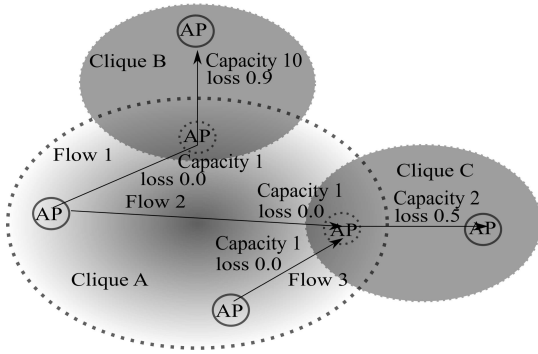 AP
Clique B
Capacity 10
loss 0.9
AP
Flow 1
Capacity 1
loss 0.0
Clique C
AP
Flow 2
Capacity 1
loss 0.0
Capacity 2
loss 0.5
AP
AP
Capacity 1
loss 0.0
Clique A
Flow 3
AP